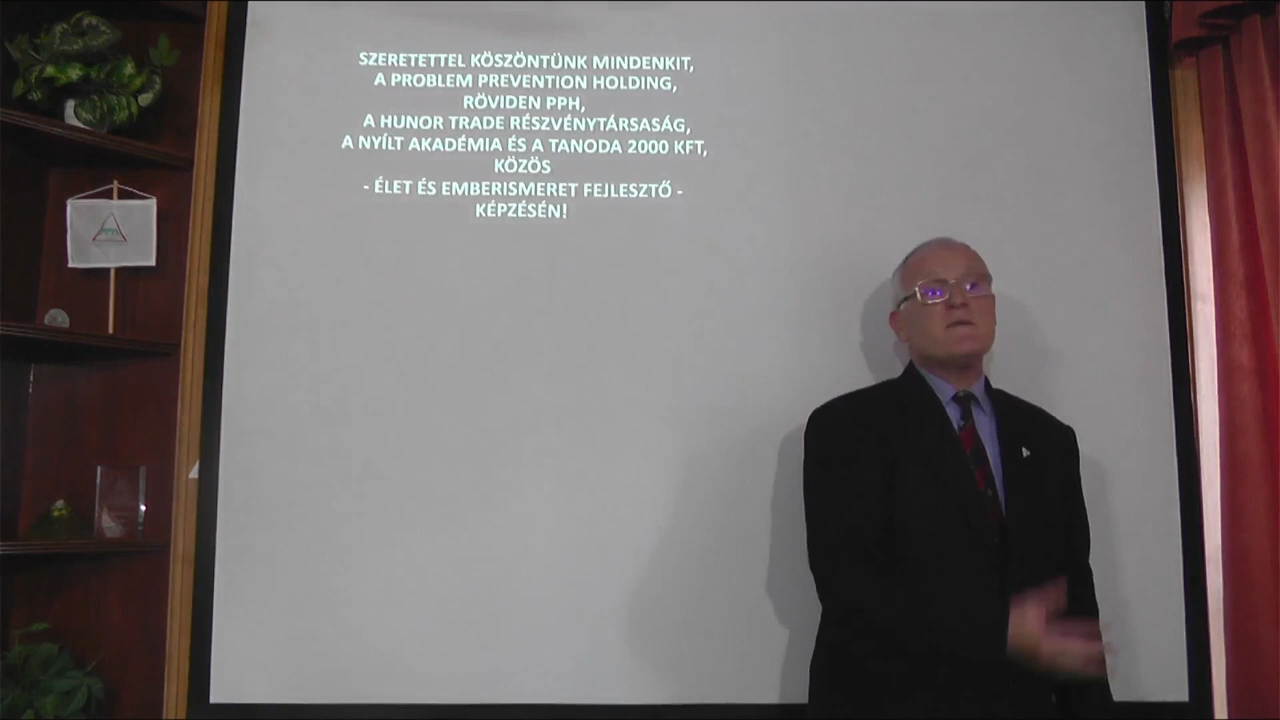 SZERETETTEL KÖSZÖNTÜNK MINDENKIT,
A PROBLEM PREVENTION HOLDING,
RÖVIDEN PPH,
A HUNOR TRADE RÉSZVÉNYTÁRSASÁG,
A NYÍLT AKADÉMIA ÉS A TANODA 2000 KFT,
KÖZÖS
- ÉLET ÉS EMBERISMERET FEJLESZTŐ -
KÉPZÉSÉN!